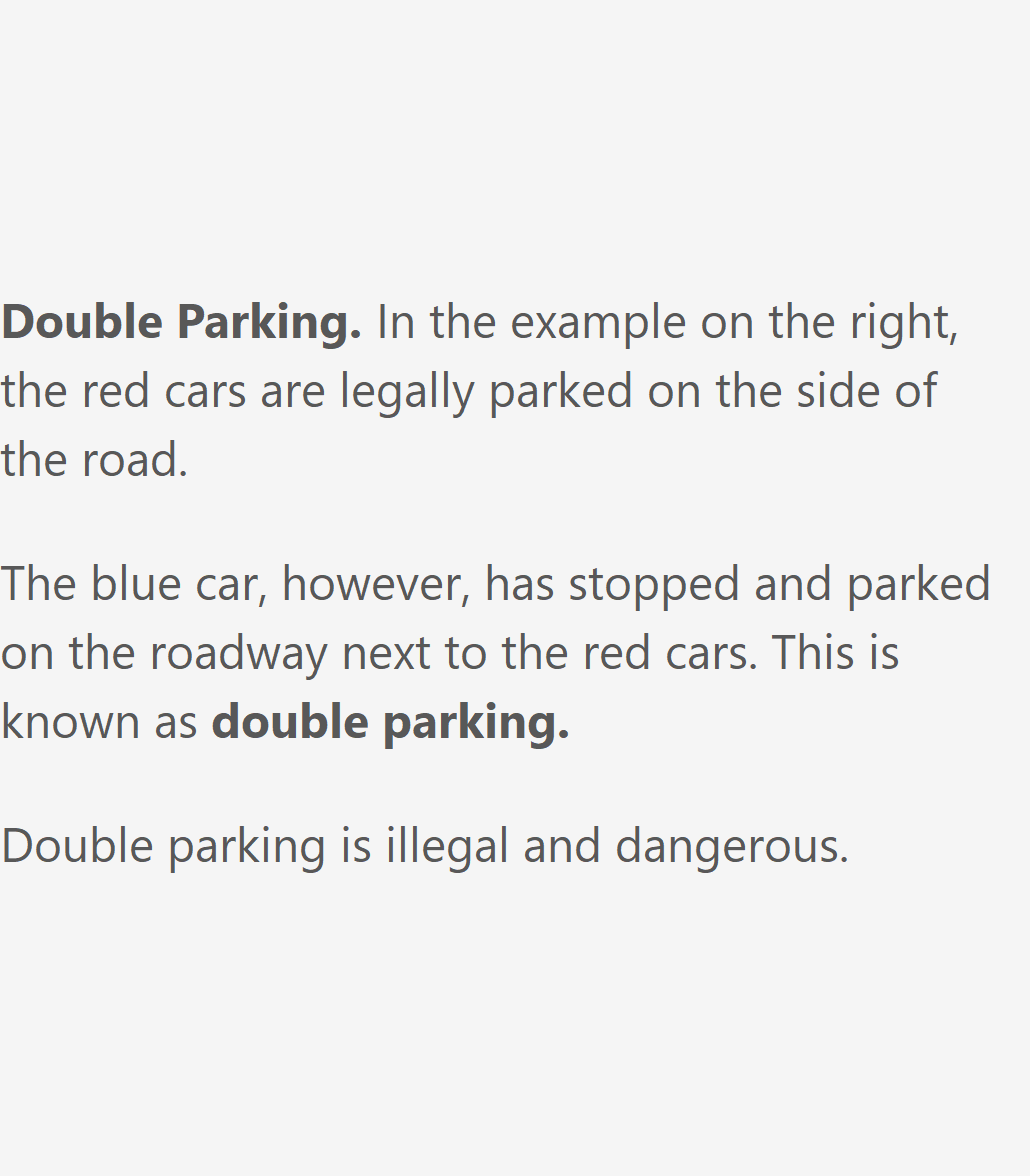 Double Parking. In the example on the right,
the red cars are legally parked on the side of
the road.
The blue car, however, has stopped and parked
on the roadway next to the red cars. This is
known as double parking.
Double parking is illegal and dangerous.